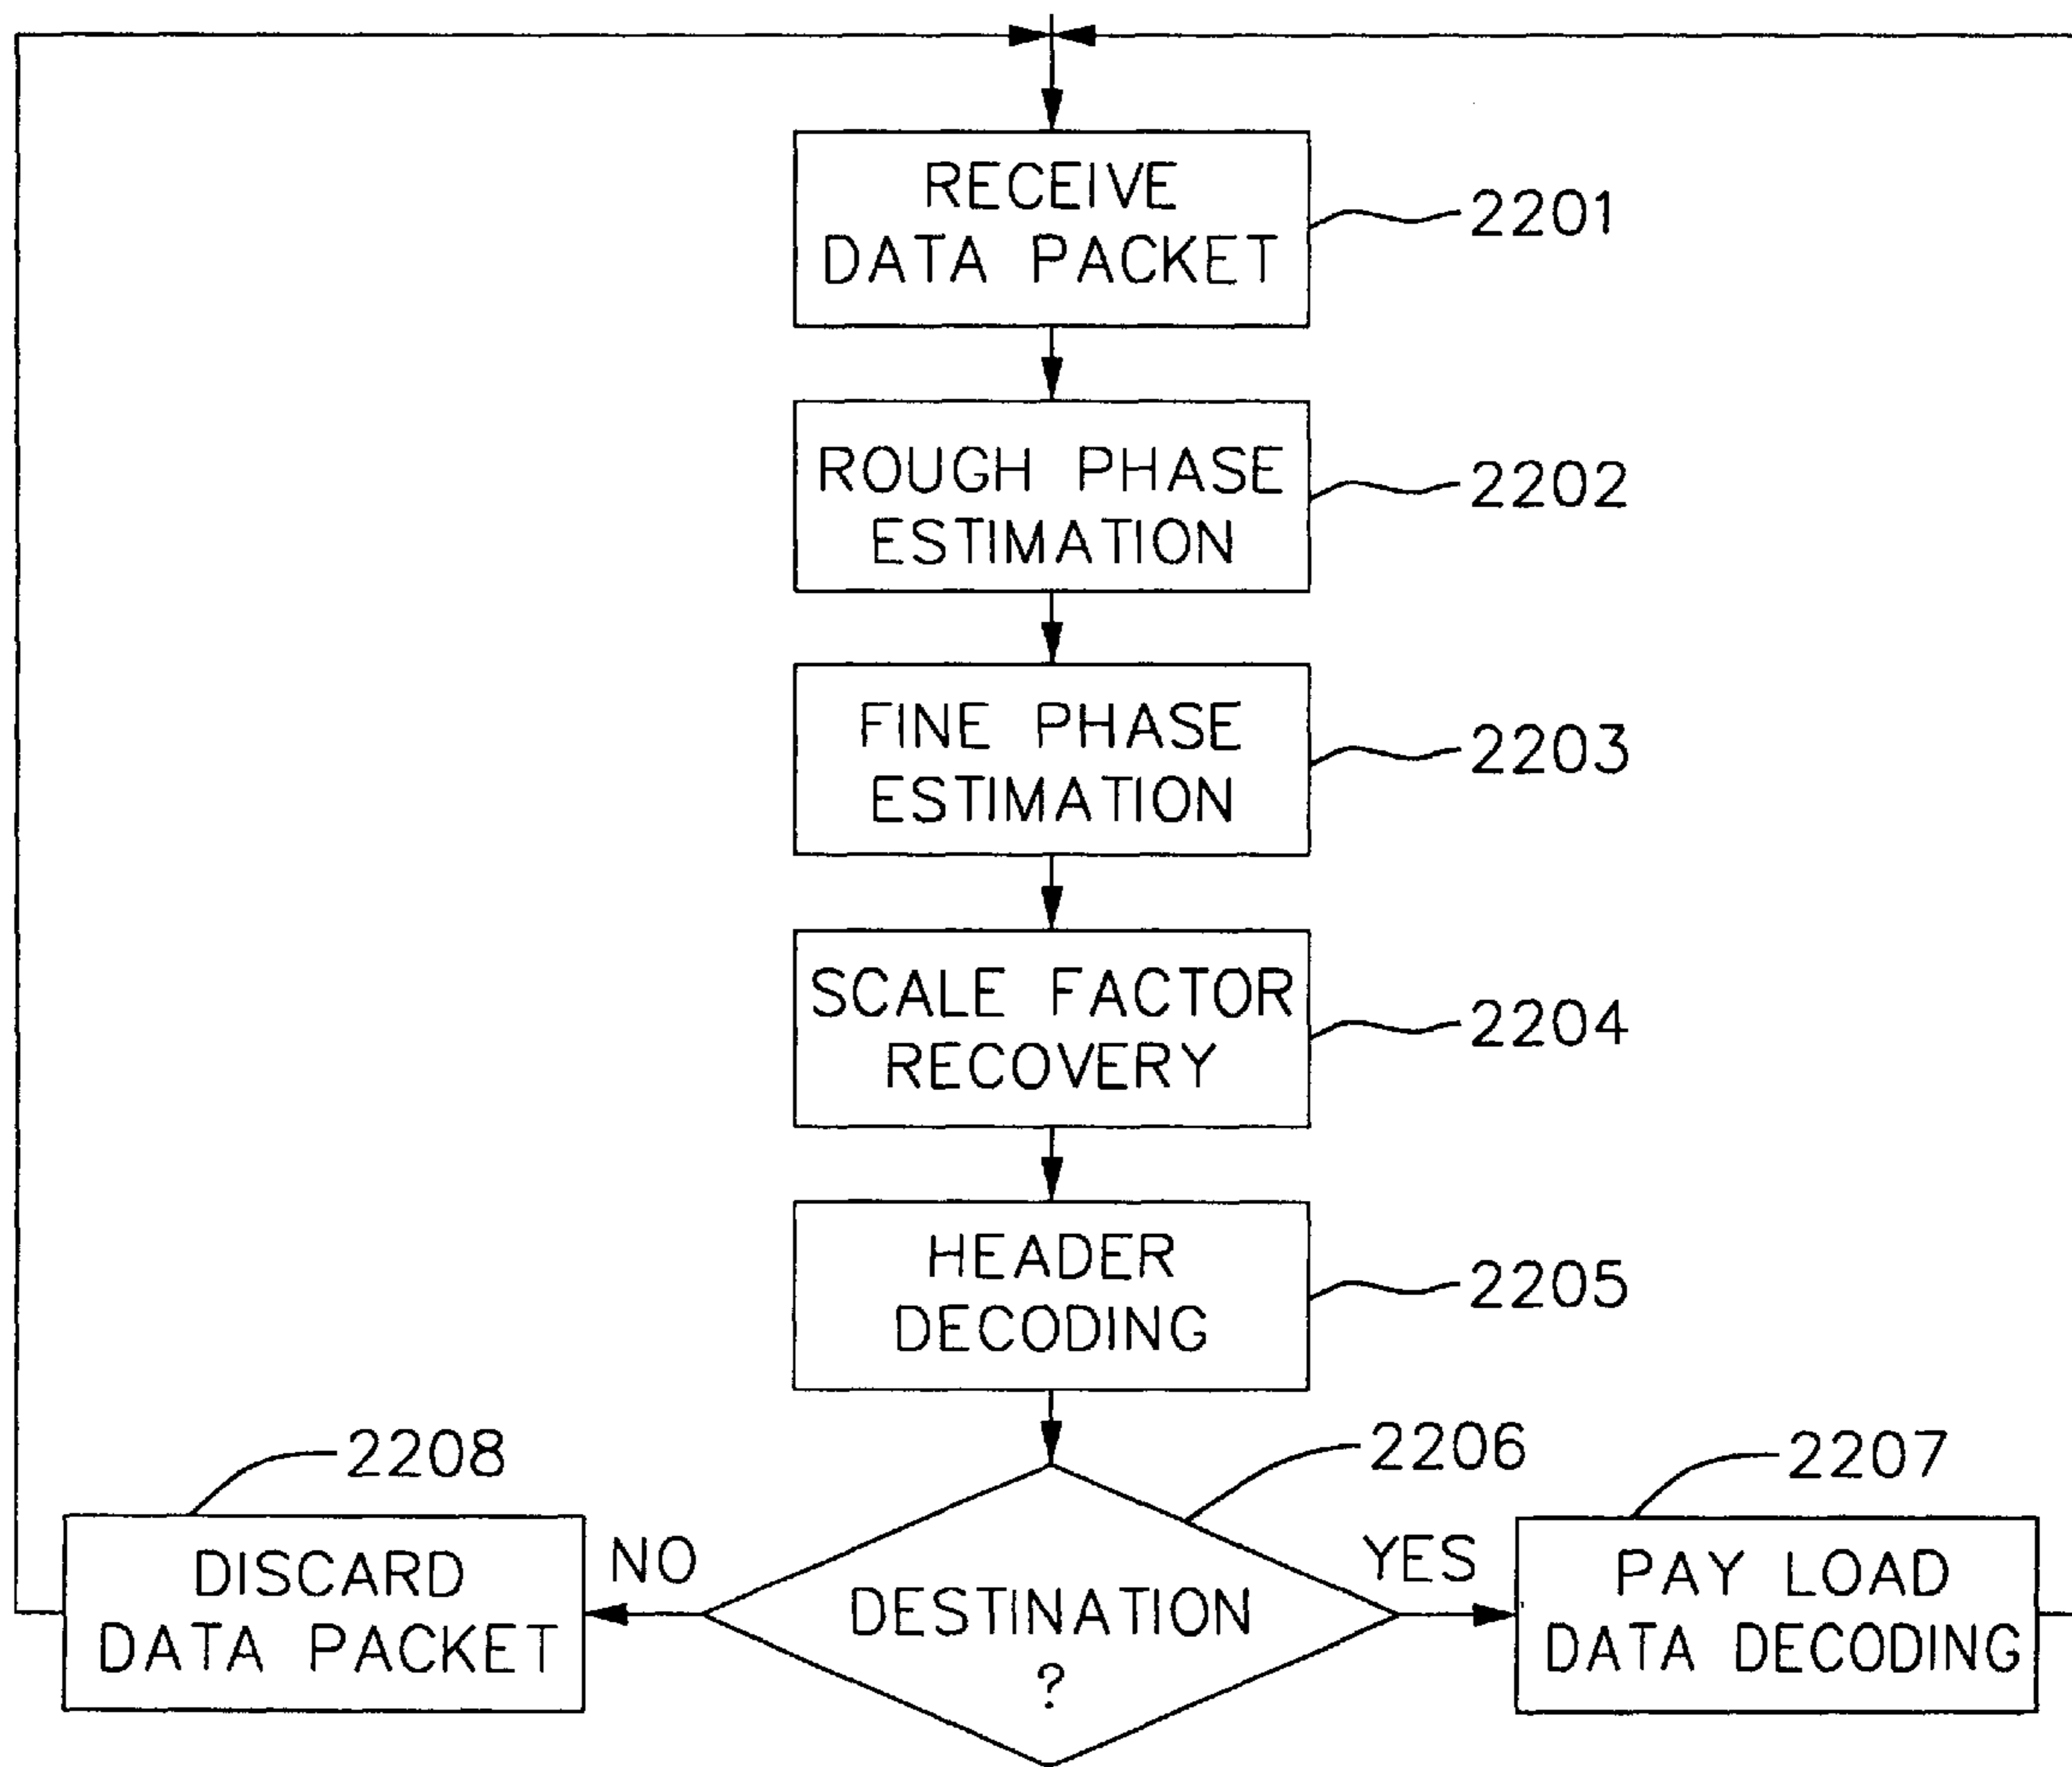 RECEIVE
DATA PACKET
2201
ROUGH PHASE
ESTIMATION
2202
FINE PHASE
ESTIMATION
2203
SCALE FACTOR
RECOVERY
2204
HEADER
DECODING
2205
2208
2206
2207
DISCARD
DATA PACKET
NO
DESTINATION
?
YES
PAY LOAD
DATA DECODING